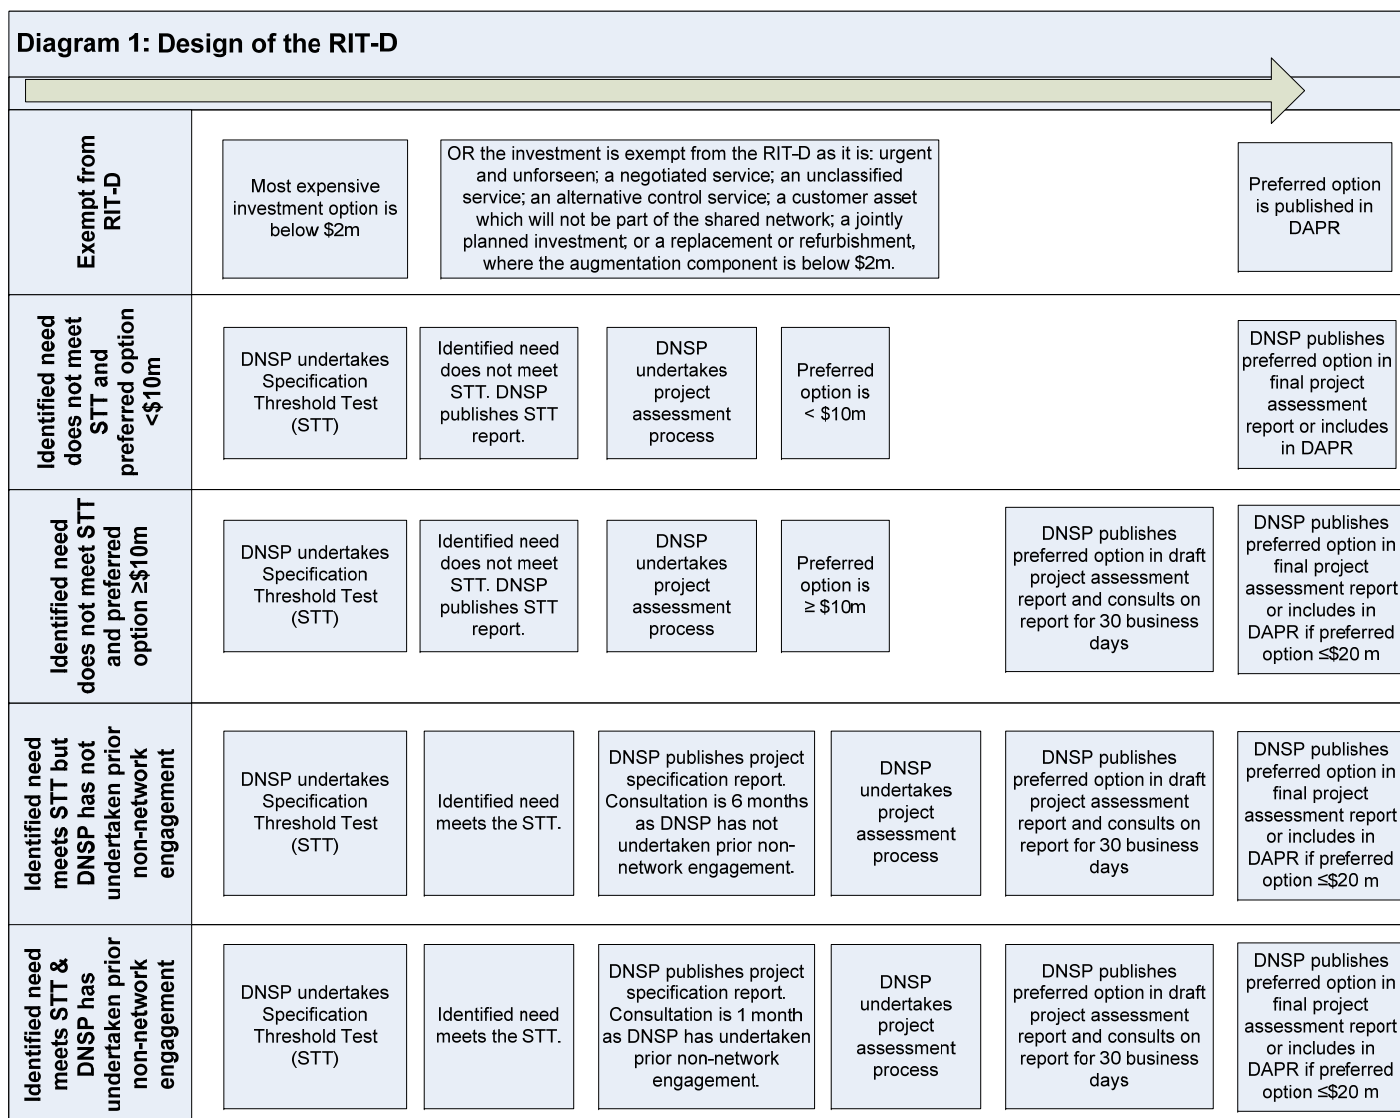 Diagram 1: Design of the RIT-D
Exempt from
RIT-D
Most expensive
investment option is
below $2m
OR the investment is exempt from the RIT-D as it is: urgent
and unforseen; a negotiated service; an unclassified
service; an alternative control service; a customer asset
which will not be part of the shared network; a jointly
planned investment; or a replacement or refurbishment,
where the augmentation component is below $2m.
Preferred option
is published in
DAPR
Identified need
does not meet
STT and
preferred option
<$10m
DNSP undertakes
Specification
Threshold Test
(STT)
Identified need
does not meet
STT. DNSP
publishes STT
report.
DNSP
undertakes
project
assessment
process
Preferred
option is
< $10m
DNSP publishes
preferred option in
final project
assessment
report or includes
in DAPR
Identified need
does not meet STT
and preferred
option ≥$10m
DNSP undertakes
Specification
Threshold Test
(STT)
Identified need
does not meet
STT. DNSP
publishes STT
report.
DNSP
undertakes
project
assessment
process
Preferred
option is
≥ $10m
DNSP publishes
preferred option in draft
project assessment
report and consults on
report for 30 business
days
DNSP publishes
preferred option in
final project
assessment report
or includes in
DAPR if preferred
option ≤$20 m
Identified need
meets STT but
DNSP has not
undertaken prior
non-network
engagement
DNSP undertakes
Specification
Threshold Test
(STT)
Identified need
meets the STT.
DNSP publishes project
specification report.
Consultation is 6 months
as DNSP has not
undertaken prior non-
network engagement.
DNSP
undertakes
project
assessment
process
DNSP publishes
preferred option in draft
project assessment
report and consults on
report for 30 business
days
DNSP publishes
preferred option in
final project
assessment report
or includes in
DAPR if preferred
option ≤$20 m
Identified need
meets STT &
DNSP has
undertaken prior
non-network
engagement
DNSP undertakes
Specification
Threshold Test
(STT)
Identified need
meets the STT.
DNSP publishes project
specification report.
Consultation is 1 month
as DNSP has undertaken
prior non-network
engagement.
DNSP
undertakes
project
assessment
process
DNSP publishes
preferred option in draft
project assessment
report and consults on
report for 30 business
days
DNSP publishes
preferred option in
final project
assessment report
or includes in
DAPR if preferred
option ≤$20 m